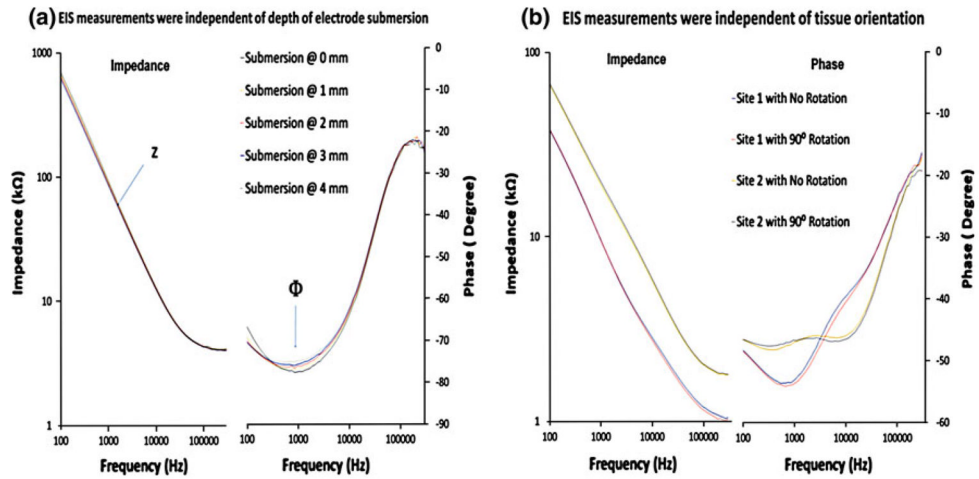 (a) EIS measurements were independent of depth of electrode submersion
Impedance
1000
100
10
1
Impedance (kΩ)
100 1000 10000 100000
Frequency (Hz)
Z
Submersion @ 0 mm
Submersion @ 1 mm
Submersion @ 2 mm
Submersion @ 3 mm
Submersion @ 4 mm
Φ
0
-10
-20
-30
-40
-50
-60
-70
-80
-90
Phase ( Degree)
100 1000 10000 100000
Frequency (Hz)
(b) EIS measurements were independent of tissue orientation
Impedance
100
10
1
Impedance (kΩ)
100 1000 10000 100000
Frequency (Hz)
Phase
Site 1 with No Rotation
Site 1 with 90⁰ Rotation
Site 2 with No Rotation
Site 2 with 90⁰ Rotation
0
-10
-20
-30
-40
-50
-60
Phase ( Degree)
100 1000 10000 100000
Frequency (Hz)